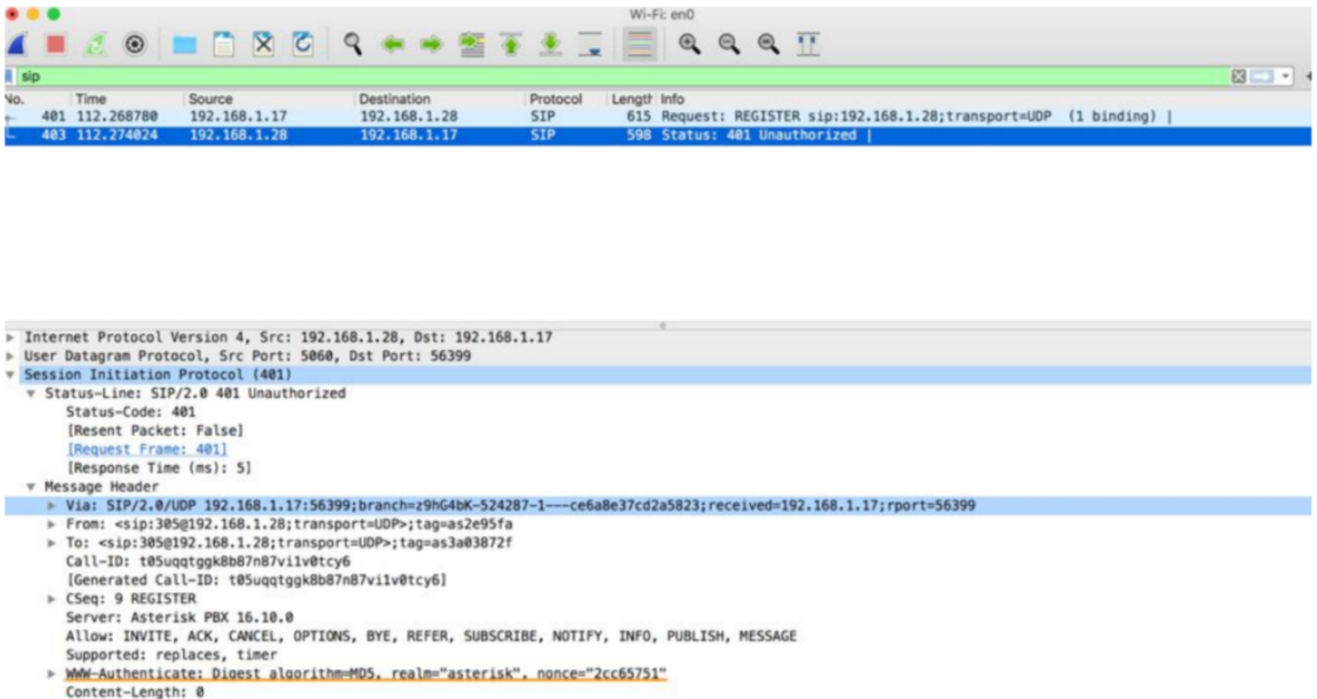 Wi-Fi: en0
sip
No. Time Source Destination Protocol Length Info
401 112.268780 192.168.1.17 192.168.1.28 SIP 615 Request: REGISTER sip:192.168.1.28;transport=UDP (1 binding) |
403 112.274024 192.168.1.28 192.168.1.17 SIP 598 Status: 401 Unauthorized |
Internet Protocol Version 4, Src: 192.168.1.28, Dst: 192.168.1.17
User Datagram Protocol, Src Port: 5060, Dst Port: 56399
Session Initiation Protocol (401)
Status-Line: SIP/2.0 401 Unauthorized
Status-Code: 401
[Resent Packet: False]
[Request Frame: 401]
[Response Time (ms): 5]
Message Header
Via: SIP/2.0/UDP 192.168.1.17:56399;branch=z9hG4bK-524287-1---ce6a8e37cd2a5823;received=192.168.1.17;rport=56399
From: <sip:305@192.168.1.28;transport=UDP>;tag=as2e95fa
To: <sip:305@192.168.1.28;transport=UDP>;tag=as3a03872f
Call-ID: t05uqqtggk8b87n87vi1v0tcy6
[Generated Call-ID: t05uqqtggk8b87n87vi1v0tcy6]
CSeq: 9 REGISTER
Server: Asterisk PBX 16.10.0
Allow: INVITE, ACK, CANCEL, OPTIONS, BYE, REFER, SUBSCRIBE, NOTIFY, INFO, PUBLISH, MESSAGE
Supported: replaces, timer
WWW-Authenticate: Digest algorithm=MD5, realm="asterisk", nonce="2cc65751"
Content-Length: 0